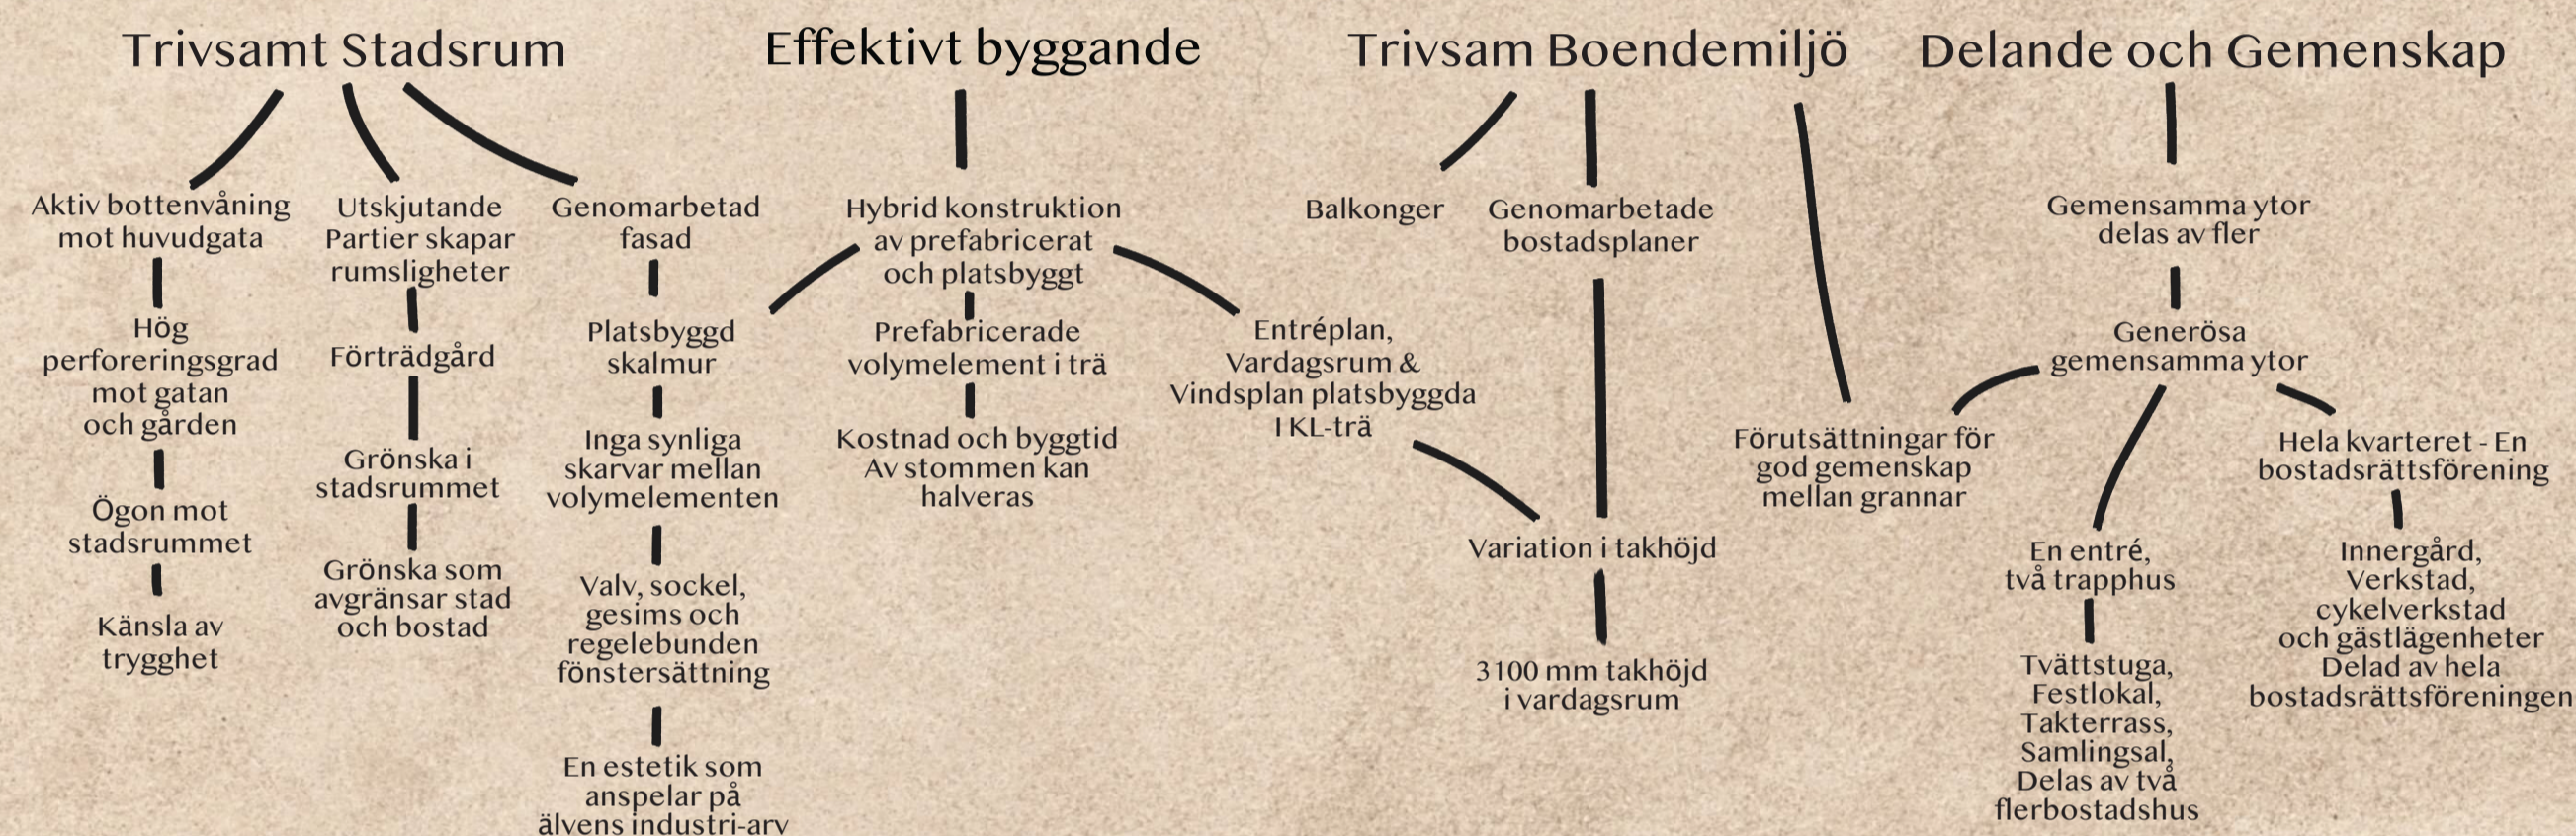 Trivsamt Stadsrum
Aktiv bottenvåning
mot huvudgata
Hög
perforeringsgrad
mot gatan
och gården
Ögon mot
stadsrummet
Känsla av
trygghet
Utskjutande
Partier skapar
rumsligheter
Förträdgård
Grönska i
stadsrummet
Grönska som
avgränsar stad
och bostad
Genomarbetad
fasad
Platsbyggd
skalmur
Inga synliga
skarvar mellan
volymelementen
Valv, sockel,
gesims och
regelebunden
fönstersättning
En estetik som
anspelar på
älvens industri-arv
Effektivt byggande
Hybrid konstruktion
av prefabricerat
och platsbyggt
Prefabricerade
volymelement i trä
Kostnad och byggtid
Av stommen kan
halveras
Entréplan,
Vardagsrum &
Vindsplan platsbyggda
I KL-trä
Trivsam Boendemiljö
Balkonger
Genomarbetade
bostadsplaner
Variation i takhöjd
3100 mm takhöjd
i vardagsrum
Förutsättningar för
god gemenskap
mellan grannar
Delande och Gemenskap
Gemensamma ytor
delas av fler
Generösa
gemensamma ytor
En entré,
två trapphus
Tvättstuga,
Festlokal,
Takterrass,
Samlingsal,
Delas av två
flerbostadshus
Hela kvarteret - En
bostadsrättsförening
Innergård,
Verkstad,
cykelverkstad
och gästlägenheter
Delad av hela
bostadsrättsföreningen